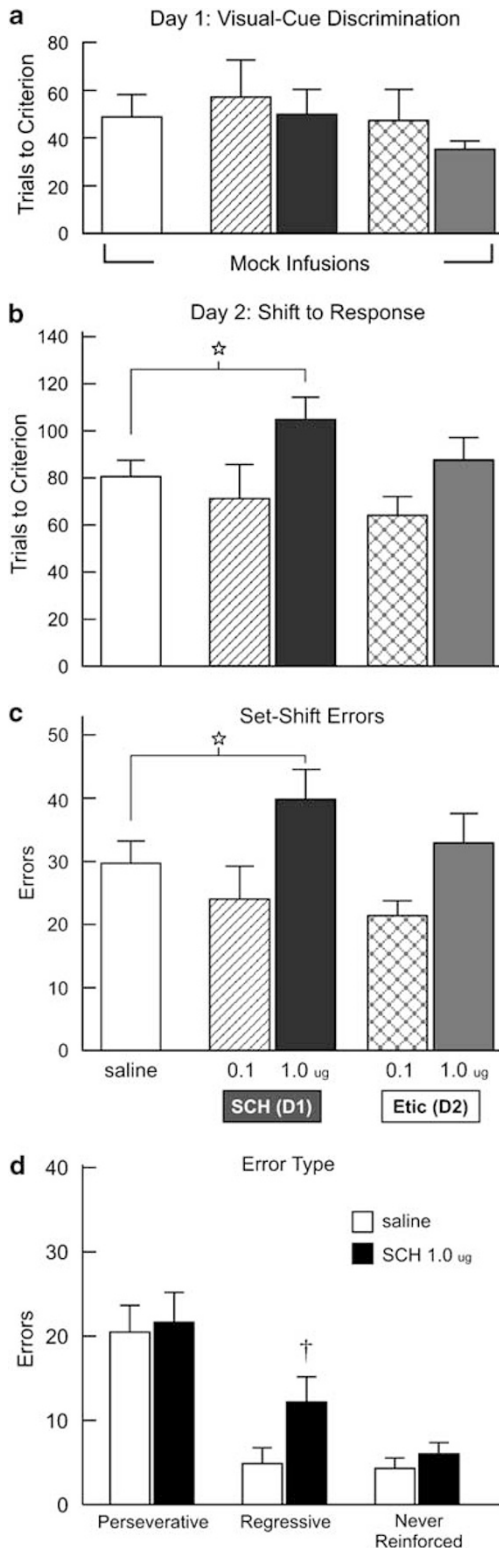 a
Day 1: Visual-Cue Discrimination
Trials to Criterion
80
60
40
20
0
Mock Infusions
b
Day 2: Shift to Response
☆
Trials to Criterion
140
120
100
80
60
40
20
0
c
Set-Shift Errors
☆
Errors
50
40
30
20
10
0
saline
0.1 1.0 ug
0.1 1.0 ug
SCH (D1)
Etic (D2)
d
Error Type
saline
SCH 1.0 ug
†
Errors
40
30
20
10
0
Perseverative
Regressive
Never
Reinforced